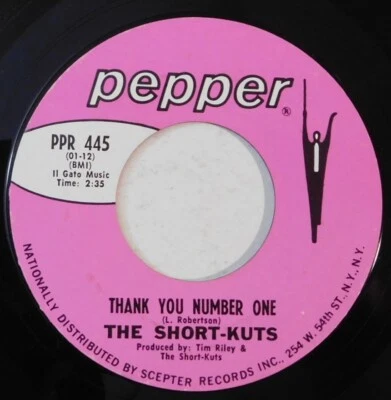 pepper®
PPR 445
(01-12)
(BMI)
Il Gato Music
Time: 2:35
THANK YOU NUMBER ONE
(L. Robertson)
THE SHORT-KUTS
Produced by: Tim Riley &
The Short-Kuts
NATIONALLY DISTRIBUTED BY SCEPTER RECORDS INC., 254 W. 54th ST., N.Y., N.Y.